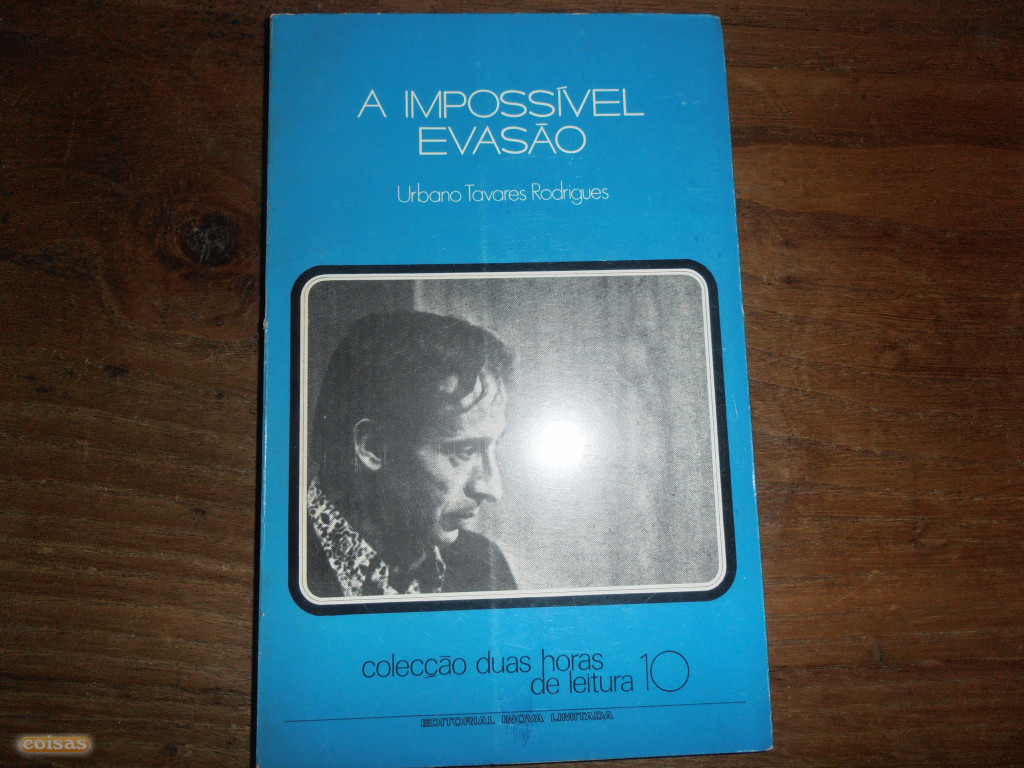 A IMPOSSÍVEL
EVASÃO
Urbano Tavares Rodrigues
colecção duas horas
de leitura 10
EDITORIAL INOVA LIMITADA
coisas